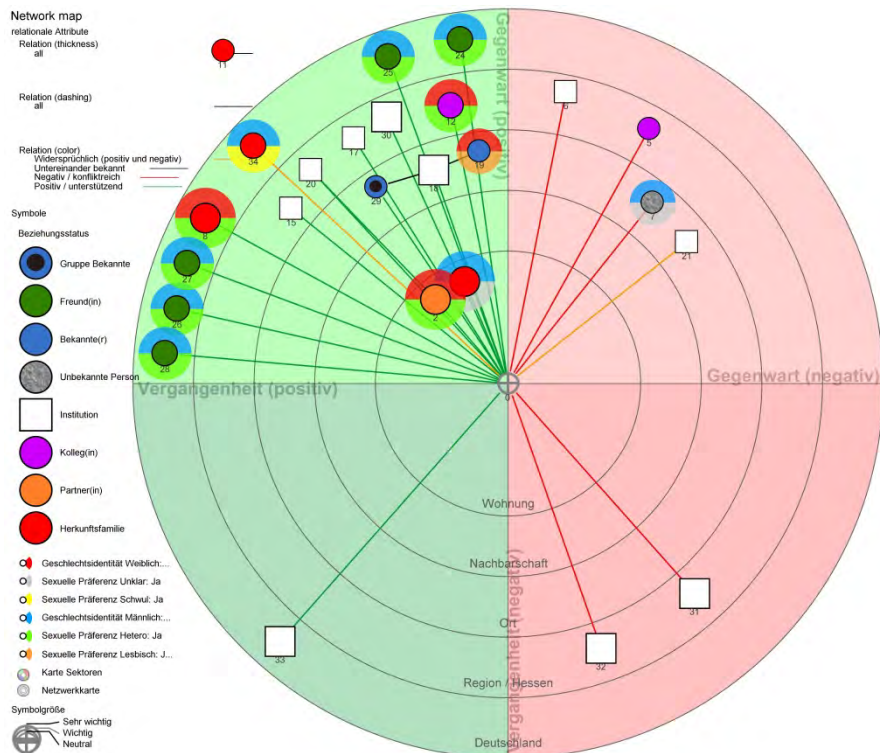 Network map
relationale Attribute
Relation (thickness)
all
11
Relation (dashing)
all
Relation (color)
Widersprüchlich (positiv und negativ)
Untereinander bekannt
Negativ / konfliktreich
Positiv / unterstützend
Symbole
Beziehungsstatus
Gruppe Bekannte
Freund(in)
Bekannte(r)
Unbekannte Person
Institution
Kolleg(in)
Partner(in)
Herkunftsfamilie
Geschlechtsidentität Weiblich:...
Sexuelle Präferenz Unklar: Ja
Sexuelle Präferenz Schwul: Ja
Geschlechtsidentität Männlich:...
Sexuelle Präferenz Hetero: Ja
Sexuelle Präferenz Lesbisch: J...
Karte Sektoren
Netzwerkkarte
Symbolgröße
Sehr wichtig
Wichtig
Neutral
Gegenwart (positiv)
Gegenwart (negativ)
Vergangenheit (positiv)
Vergangenheit (negativ)
24
25
6
12
5
30
17
34
19
18
20
29
7
15
8
21
27
2
26
28
0
Wohnung
Nachbarschaft
Ort
Region / Hessen
Deutschland
31
33
32